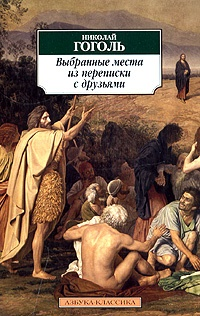 НИКОЛАЙ
ГОГОЛЬ
Выбранные места
из переписки
с друзьями
АЗБУКА-КЛАССИКА